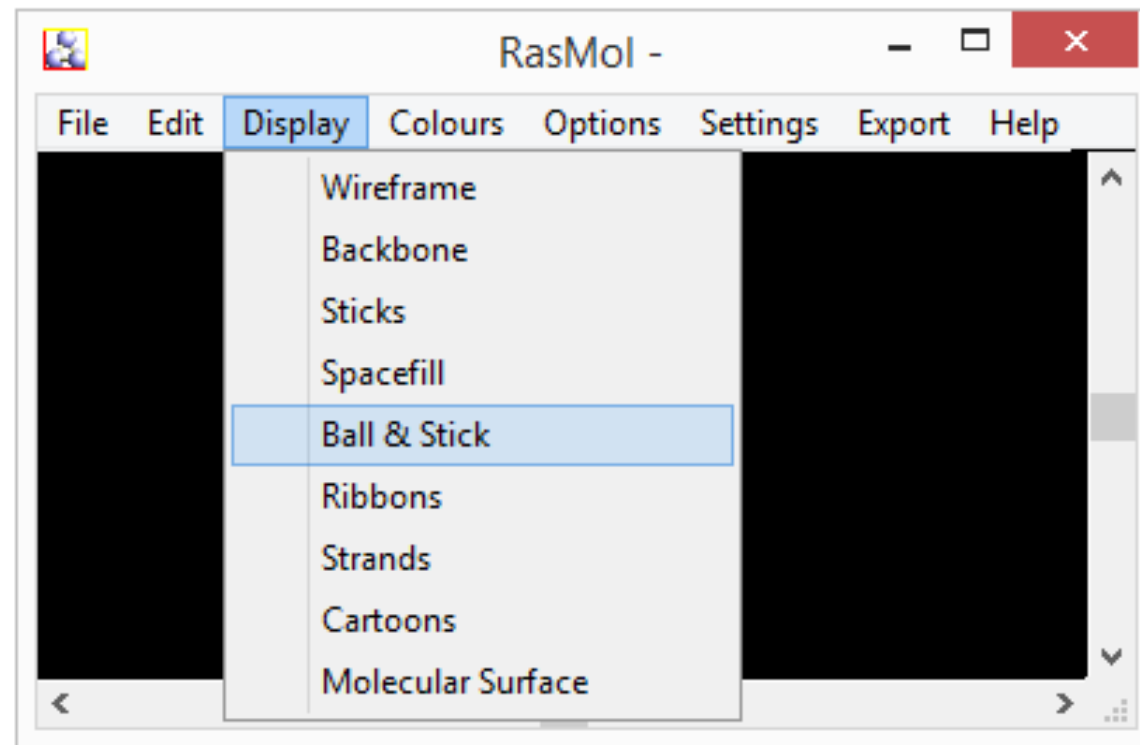 RasMol -
File Edit Display Colours Options Settings Export Help
Wireframe
Backbone
Sticks
Spacefill
Ball & Stick
Ribbons
Strands
Cartoons
Molecular Surface